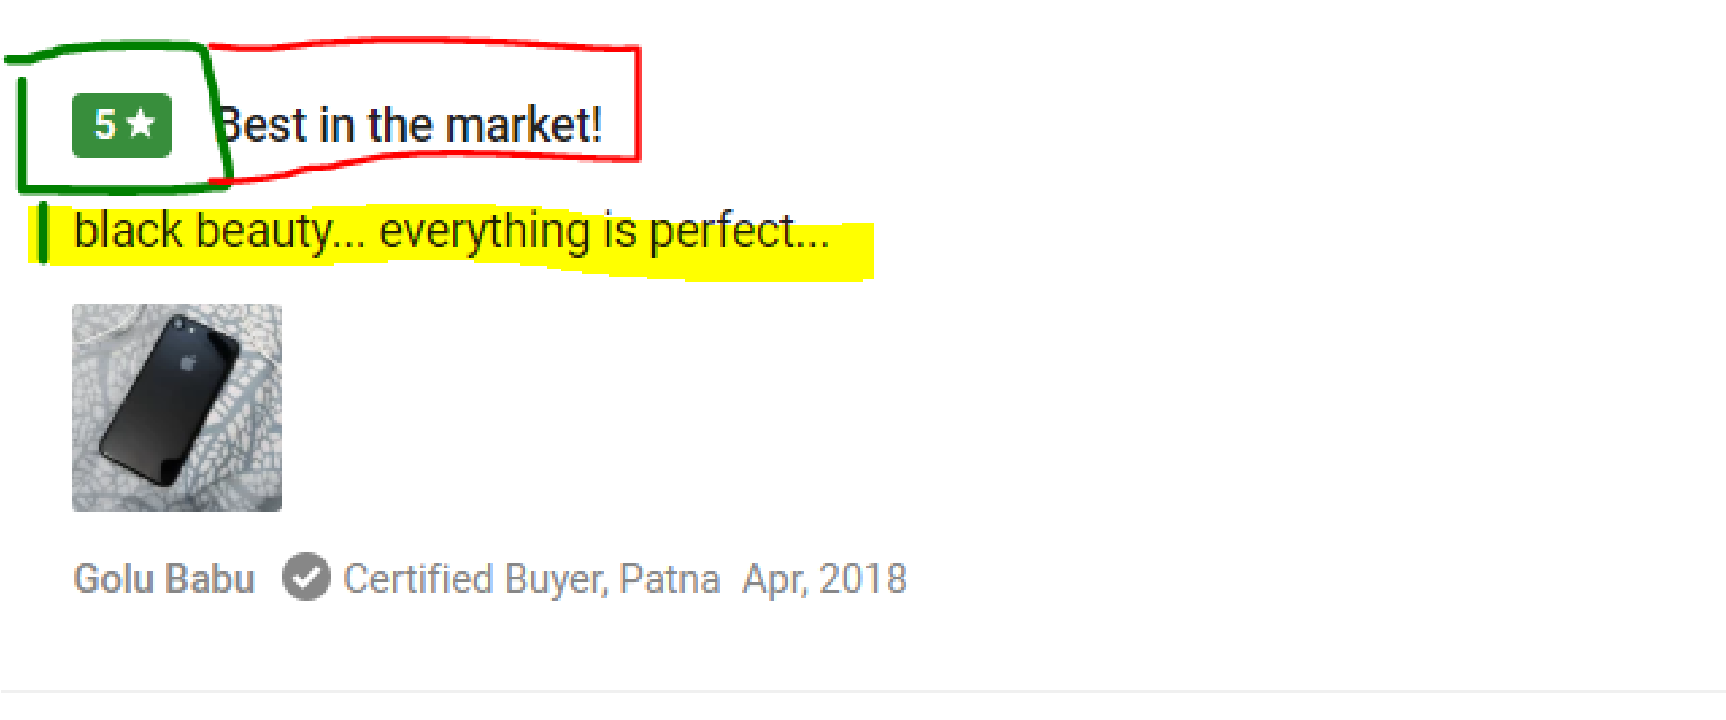 5★ Best in the market!
black beauty... everything is perfect...
Golu Babu Certified Buyer, Patna Apr, 2018